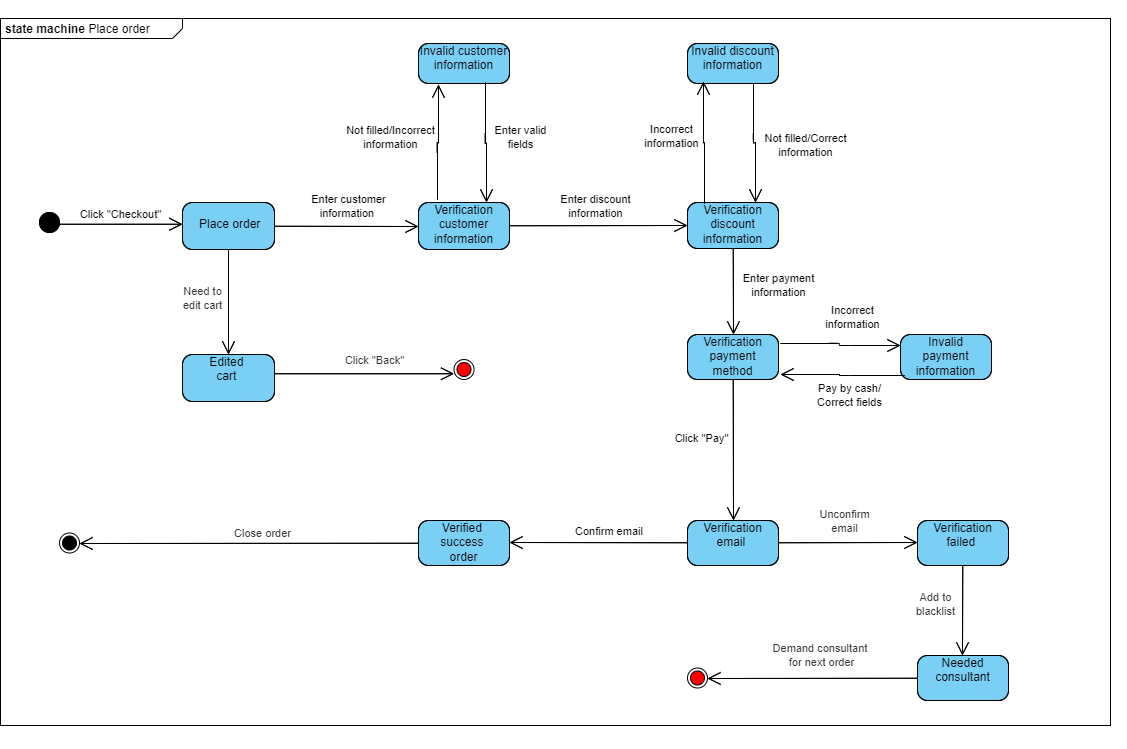 state machine Place order
Invalid customer
information
Invalid discount
information
Not filled/Incorrect
information
Enter valid
fields
Incorrect
information
Not filled/Correct
information
Click "Checkout"
Place order
Enter customer
information
Verification
customer
information
Enter discount
information
Verification
discount
information
Need to
edit cart
Enter payment
information
Incorrect
information
Edited
cart
Click "Back"
Verification
payment
method
Invalid
payment
information
Pay by cash/
Correct fields
Click "Pay"
Close order
Verified
success
order
Confirm email
Verification
email
Unconfirm
email
Verification
failed
Add to
blacklist
Demand consultant
for next order
Needed
consultant